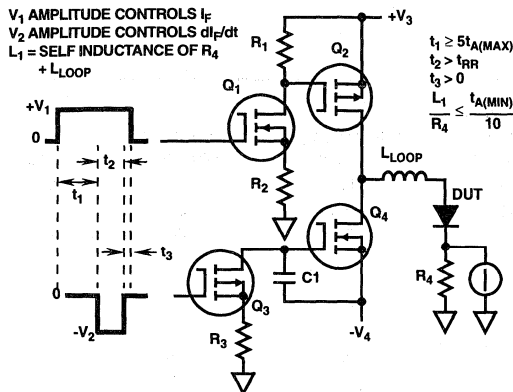 V1 AMPLITUDE CONTROLS IF
V2 AMPLITUDE CONTROLS dIF/dt
L1 = SELF INDUCTANCE OF R4
+ LLOOP
+V3
R1
Q2
t1 ≥ 5tA(MAX)
t2 > tRR
t3 > 0
L1/R4 ≤ tA(MIN)/10
Q1
+V1
0
t2
t1
R2
LLOOP
DUT
Q4
t3
0
C1
R4
Q3
-V2
R3
-V4